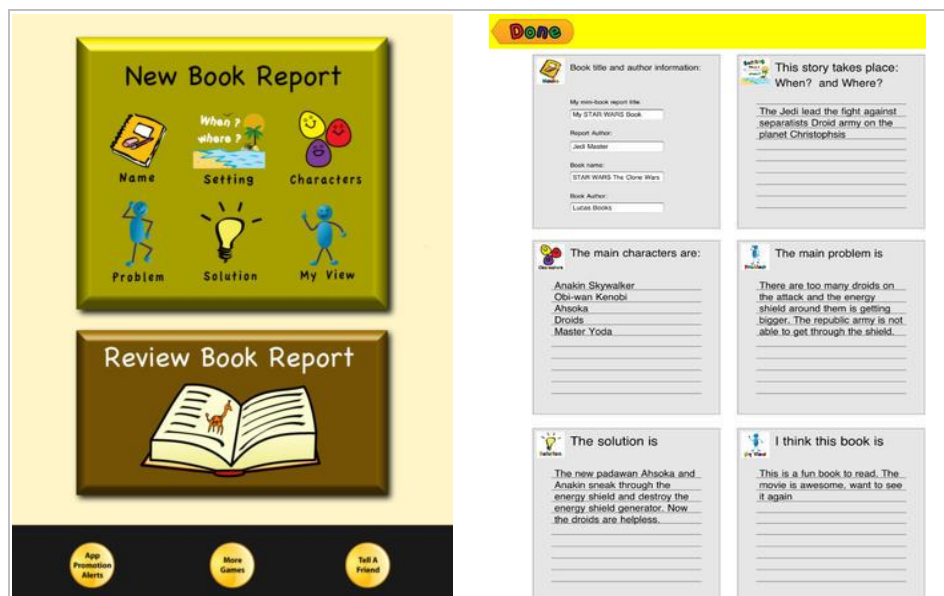 New Book Report
When ?
where ?
Name
Setting
Characters
Problem
Solution
My View
Review Book Report
App
Promotion
Alerts
More
Games
Tell A
Friend
Done
Book title and author information:
My mini-book report title
My STAR WARS Book
Report Author:
Jedi Master
Book name:
STAR WARS The Clone Wars
Book Author:
Lucas Books
This story takes place:
When? and Where?
The Jedi lead the fight against
separatists Droid army on the
planet Christophsis
Characters
The main characters are:
Anakin Skywalker
Obi-wan Kenobi
Ahsoka
Droids
Master Yoda
Problem
The main problem is
There are too many droids on
the attack and the energy
shield around them is getting
bigger. The republic army is not
able to get through the shield.
Solution
The solution is
The new padawan Ahsoka and
Anakin sneak through the
energy shield and destroy the
energy shield generator. Now
the droids are helpless.
My View
I think this book is
This is a fun book to read. The
movie is awesome, want to see
it again